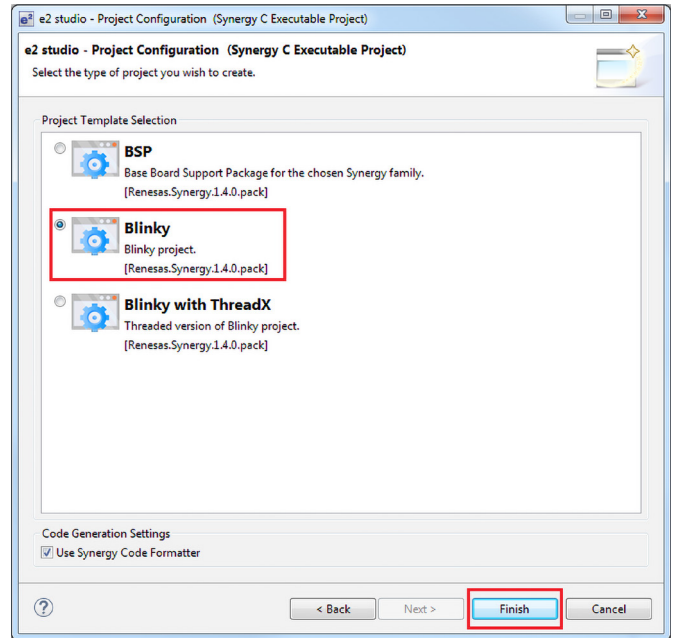 e² e2 studio - Project Configuration (Synergy C Executable Project)
e2 studio - Project Configuration (Synergy C Executable Project)
Select the type of project you wish to create.
Project Template Selection
BSP
Base Board Support Package for the chosen Synergy family.
[Renesas.Synergy.1.4.0.pack]
Blinky
Blinky project.
[Renesas.Synergy.1.4.0.pack]
Blinky with ThreadX
Threaded version of Blinky project.
[Renesas.Synergy.1.4.0.pack]
Code Generation Settings
Use Synergy Code Formatter
? < Back Next > Finish Cancel